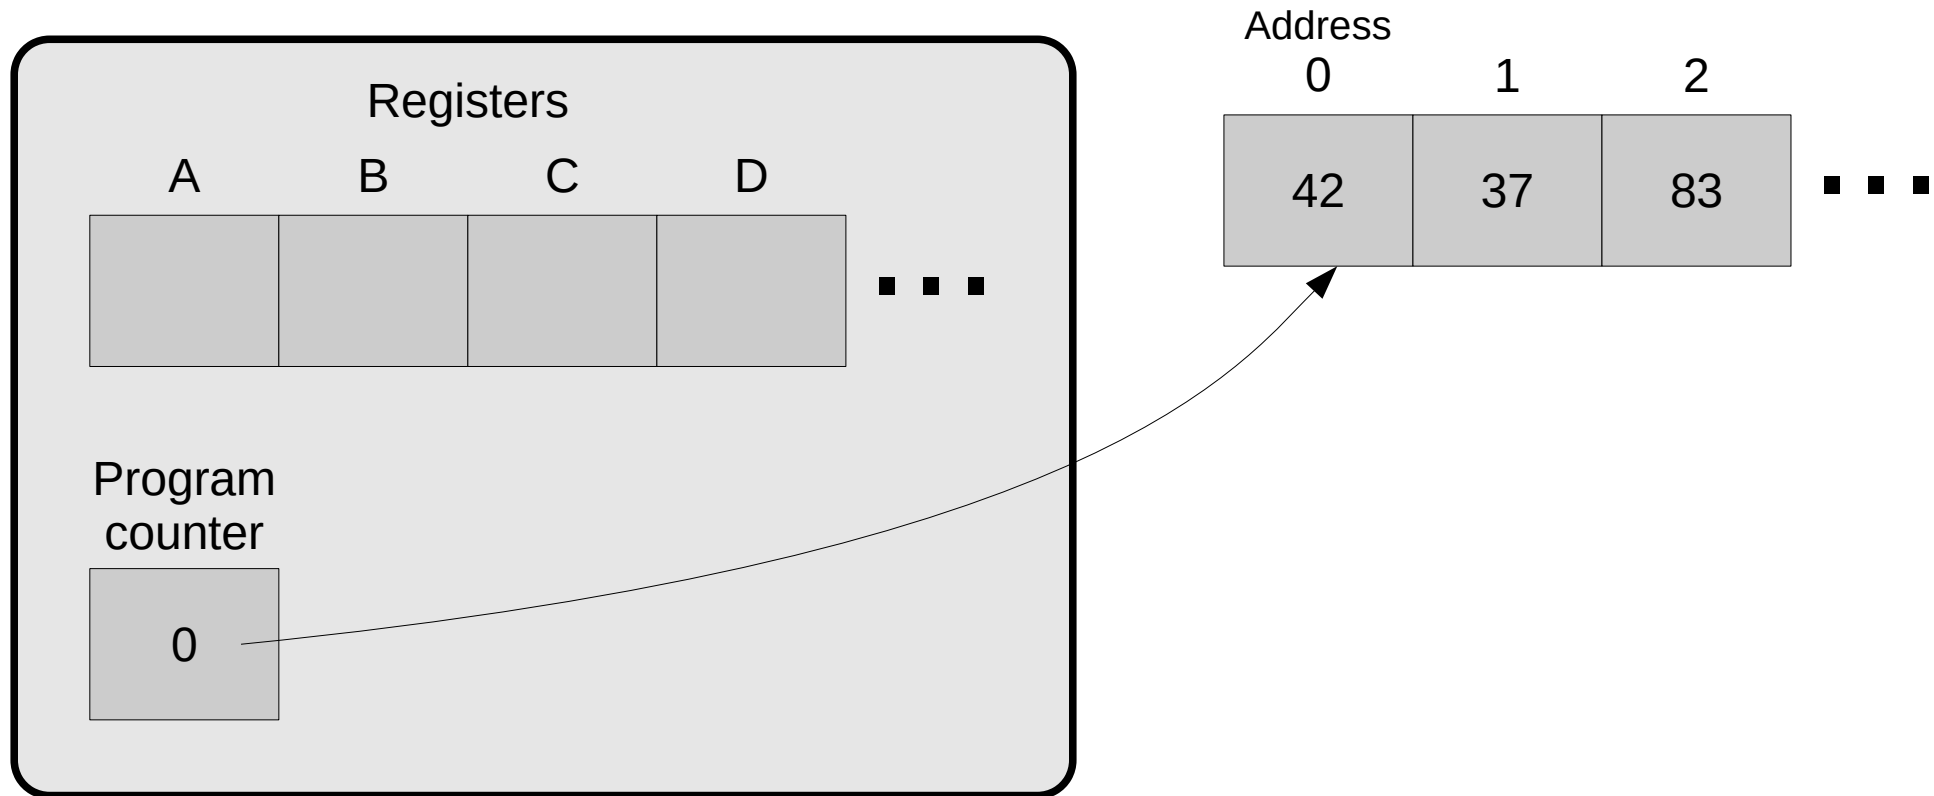 Registers
A B C D
Program
counter
0
Address
0 1 2
42 37 83